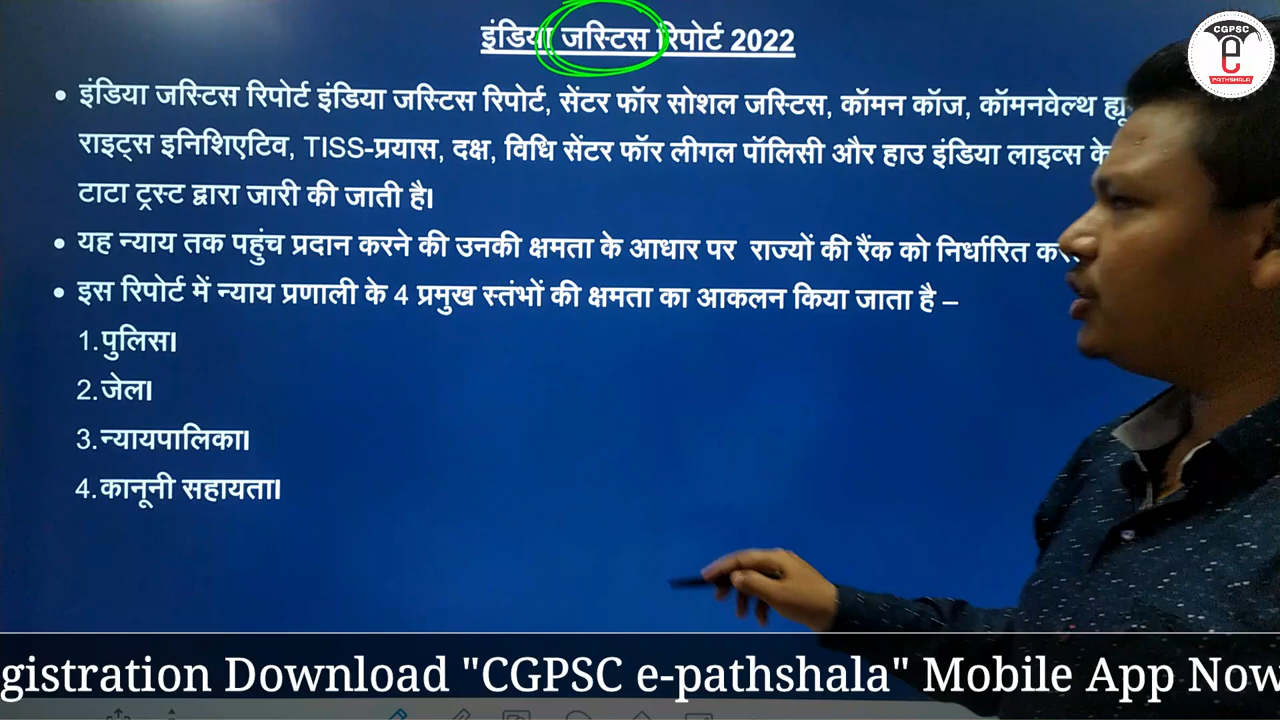 इंडिया जस्टिस रिपोर्ट 2022
CGPSC
e
PATHSHALA
• इंडिया जस्टिस रिपोर्ट इंडिया जस्टिस रिपोर्ट, सेंटर फॉर सोशल जस्टिस, कॉमन कॉज, कॉमनवेल्थ
राइट्स इनिशिएटिव, TISS-प्रयास, दक्ष, विधि सेंटर फॉर लीगल पॉलिसी और हाउ इंडिया लाइव्स के
टाटा ट्रस्ट द्वारा जारी की जाती है।
• यह न्याय तक पहुंच प्रदान करने की उनकी क्षमता के आधार पर राज्यों की रैंक को निर्धारित
• इस रिपोर्ट में न्याय प्रणाली के 4 प्रमुख स्तंभों की क्षमता का आकलन किया जाता है –
1. पुलिस।
2. जेल।
3. न्यायपालिका।
4. कानूनी सहायता।
gistration Download "CGPSC e-pathshala" Mobile App Now